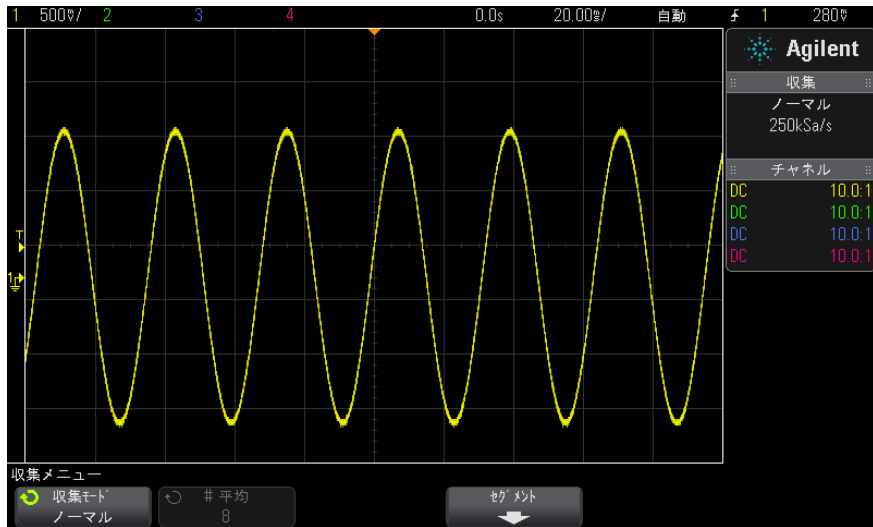 1 500mV/ 2 3 4 0.0s 20.00ms/ 自動 1 280mV
Agilent
収集
ノーマル
250kSa/s
チャネル
DC 10.0:1
DC 10.0:1
DC 10.0:1
DC 10.0:1
T
1
収集メニュー
収集モード
ノーマル
# 平均
8
セグメント